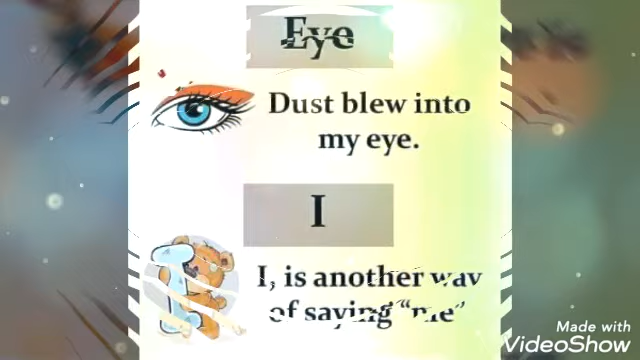 Eye
Dust blew into
my eye.
I
I, is another way
of saying "me"
Made with
VideoShow